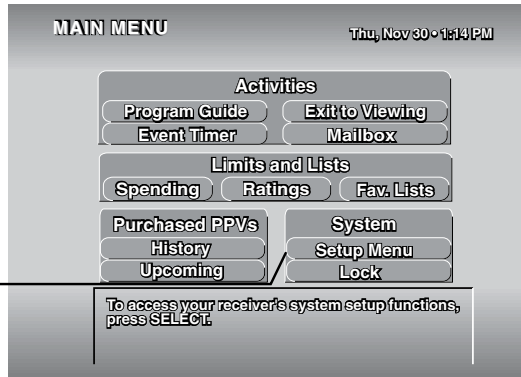 MAIN MENU
Thu, Nov 30 • 1:14 PM
Activities
Program Guide Exit to Viewing
Event Timer Mailbox
Limits and Lists
Spending Ratings Fav. Lists
Purchased PPVs
History
Upcoming
System
Setup Menu
Lock
To access your receiver's system setup functions,
press SELECT.